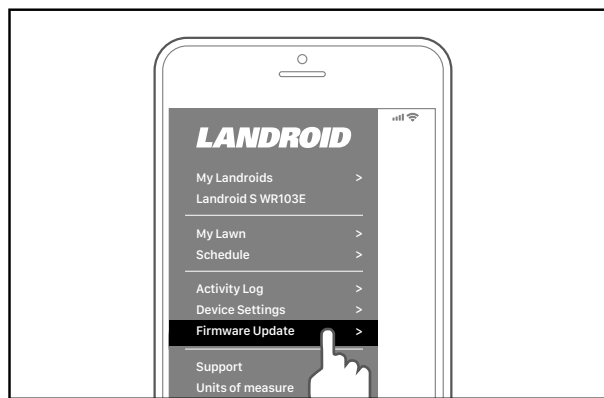 LANDROID
My Landroids >
Landroid S WR103E
My Lawn >
Schedule >
Activity Log >
Device Settings >
Firmware Update >
Support
Units of measure